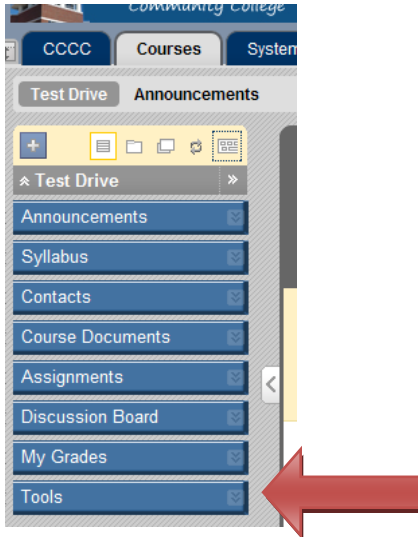 Community College
CCCC Courses System
Test Drive Announcements
Test Drive
Announcements
Syllabus
Contacts
Course Documents
Assignments
Discussion Board
My Grades
Tools